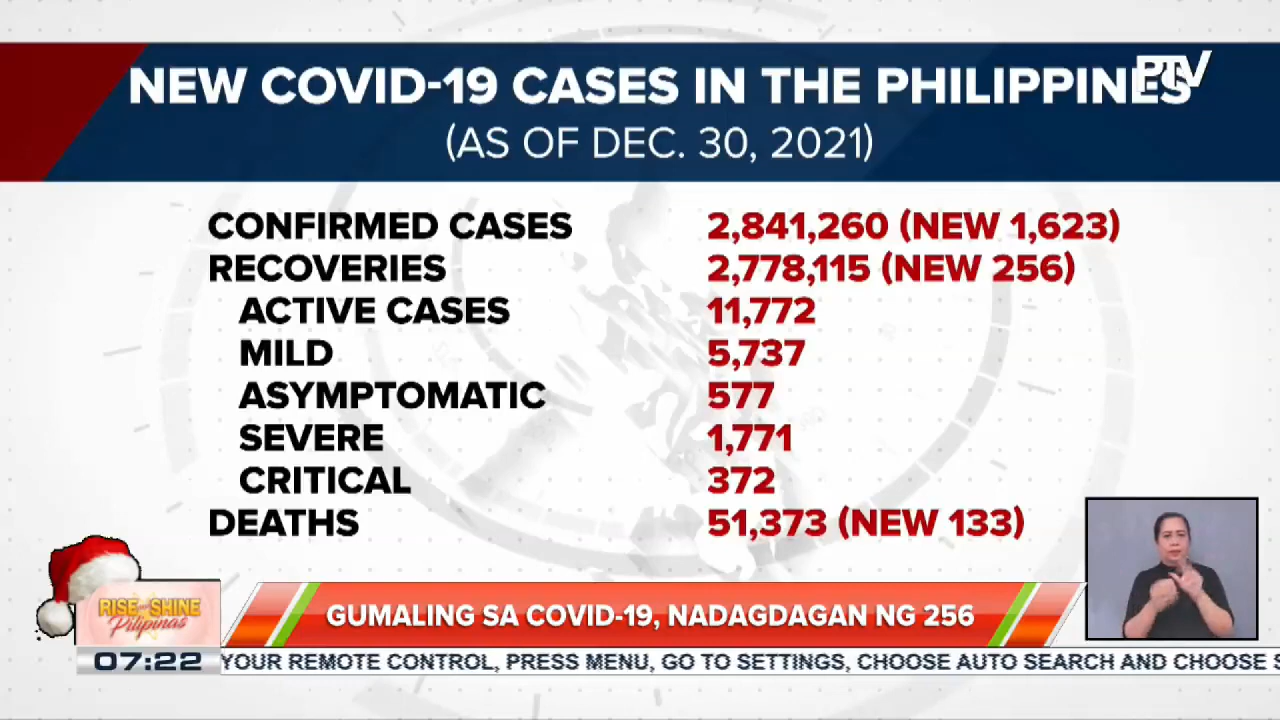 NEW COVID-19 CASES IN THE PHILIPPINES
PTV
(AS OF DEC. 30, 2021)
CONFIRMED CASES 2,841,260 (NEW 1,623)
RECOVERIES 2,778,115 (NEW 256)
ACTIVE CASES 11,772
MILD 5,737
ASYMPTOMATIC 577
SEVERE 1,771
CRITICAL 372
DEATHS 51,373 (NEW 133)
RISE and SHINE
Pilipinas
GUMALING SA COVID-19, NADAGDAGAN NG 256
07:22 YOUR REMOTE CONTROL, PRESS MENU, GO TO SETTINGS, CHOOSE AUTO SEARCH AND CHOOSE S